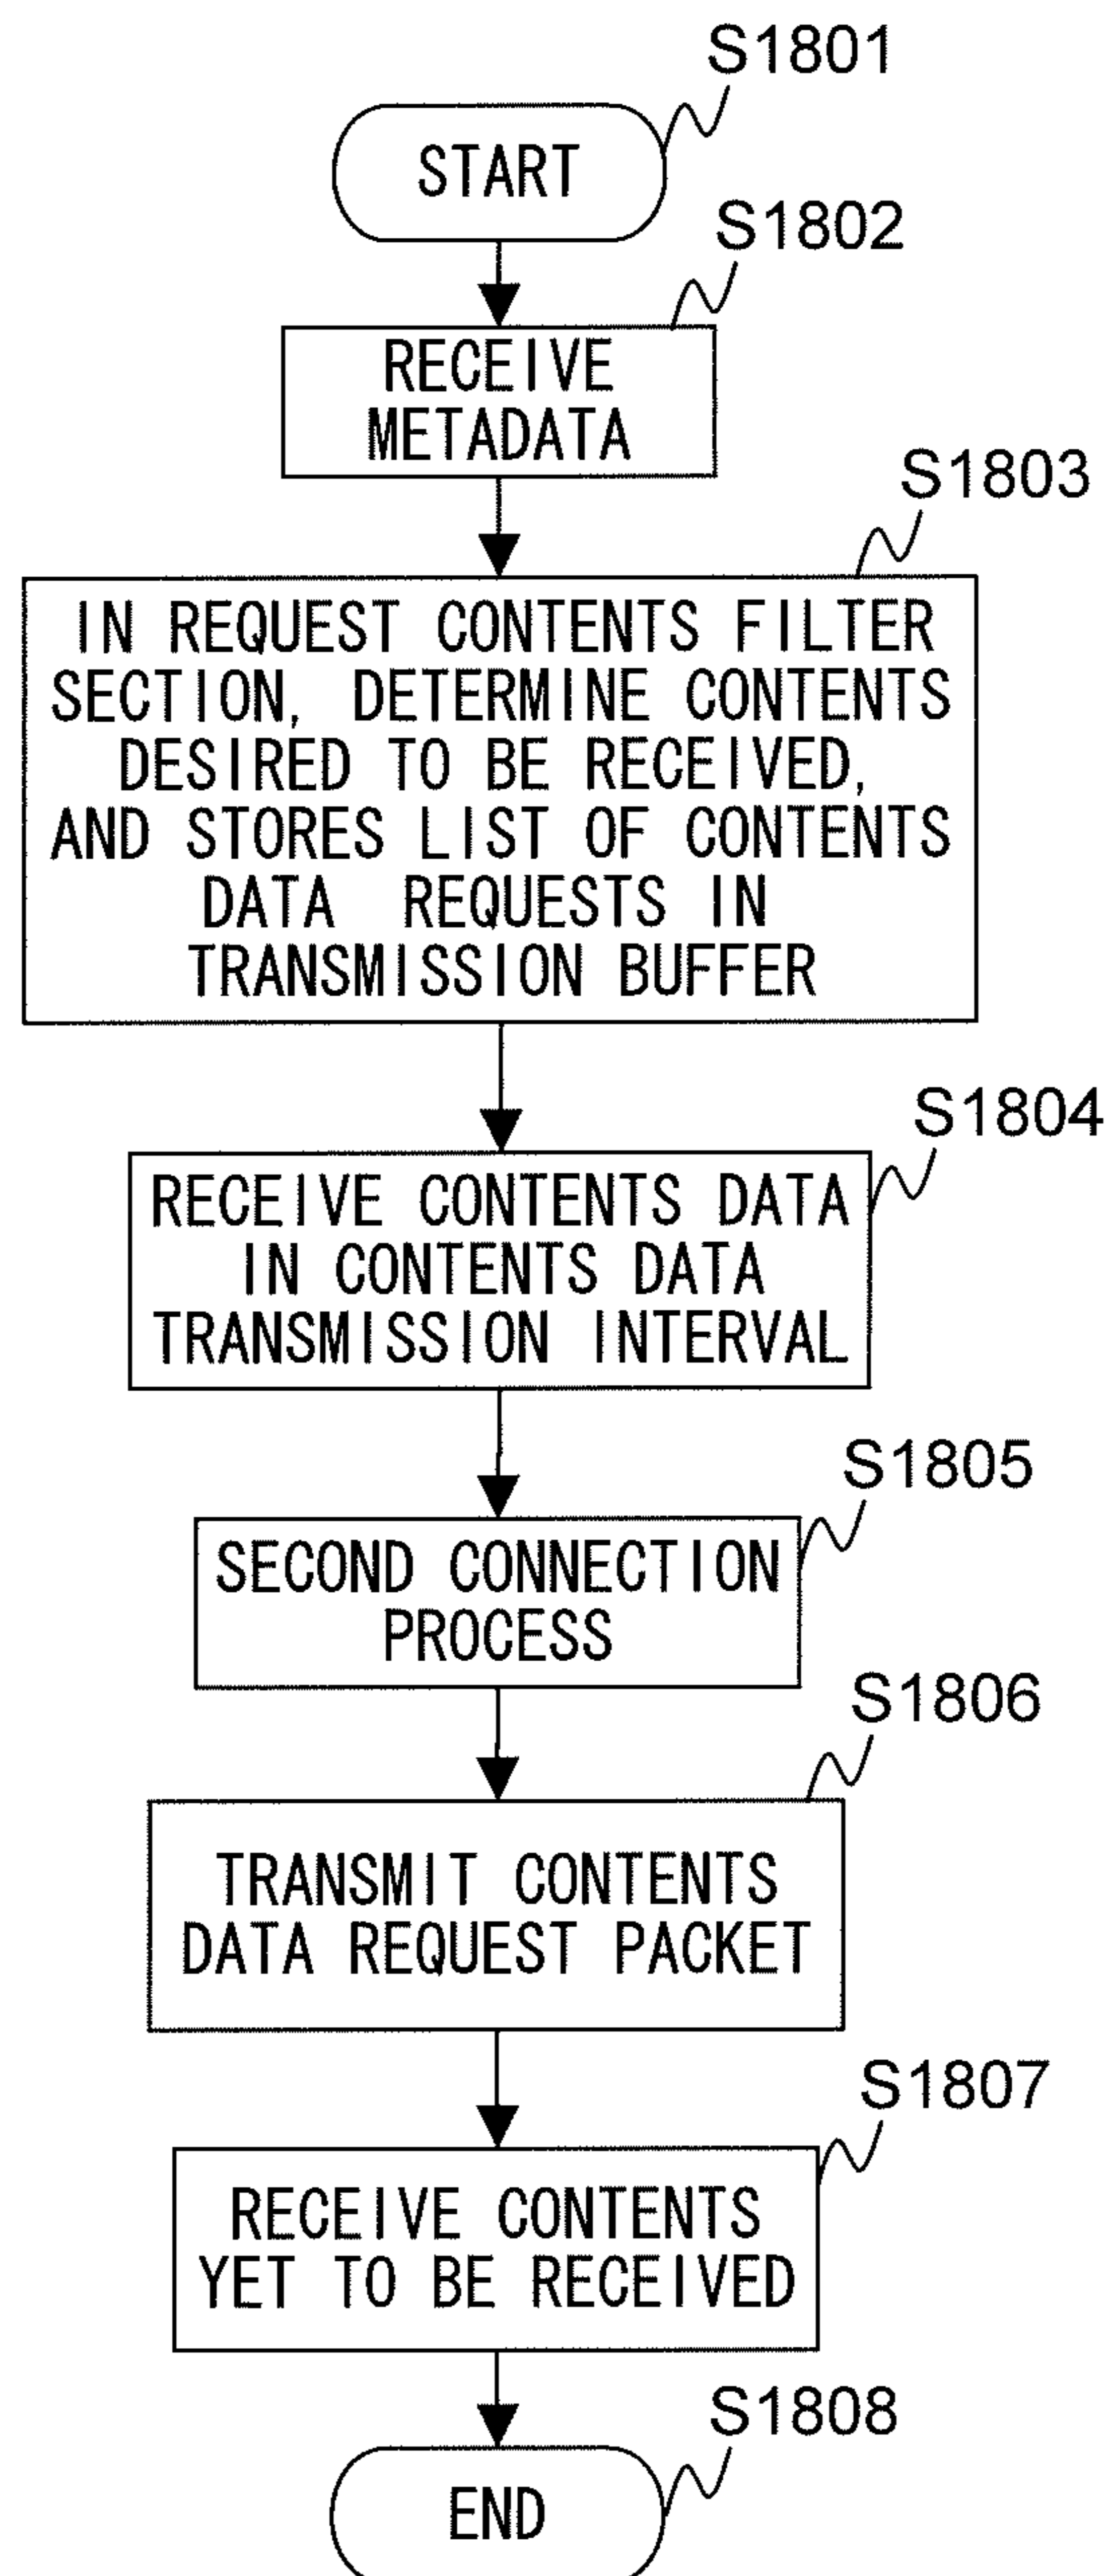 S1801
START
S1802
RECEIVE
METADATA
S1803
IN REQUEST CONTENTS FILTER
SECTION, DETERMINE CONTENTS
DESIRED TO BE RECEIVED,
AND STORES LIST OF CONTENTS
DATA REQUESTS IN
TRANSMISSION BUFFER
S1804
RECEIVE CONTENTS DATA
IN CONTENTS DATA
TRANSMISSION INTERVAL
S1805
SECOND CONNECTION
PROCESS
S1806
TRANSMIT CONTENTS
DATA REQUEST PACKET
S1807
RECEIVE CONTENTS
YET TO BE RECEIVED
S1808
END